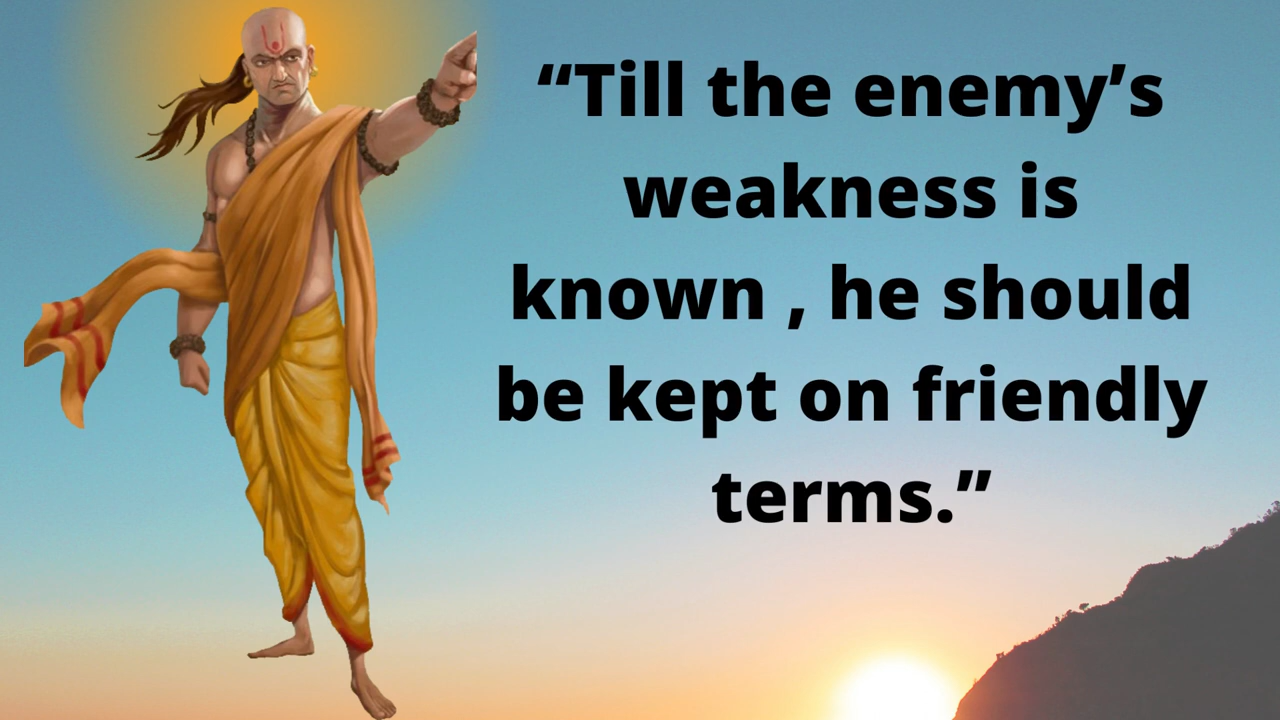 “Till the enemy’s
weakness is
known , he should
be kept on friendly
terms.”